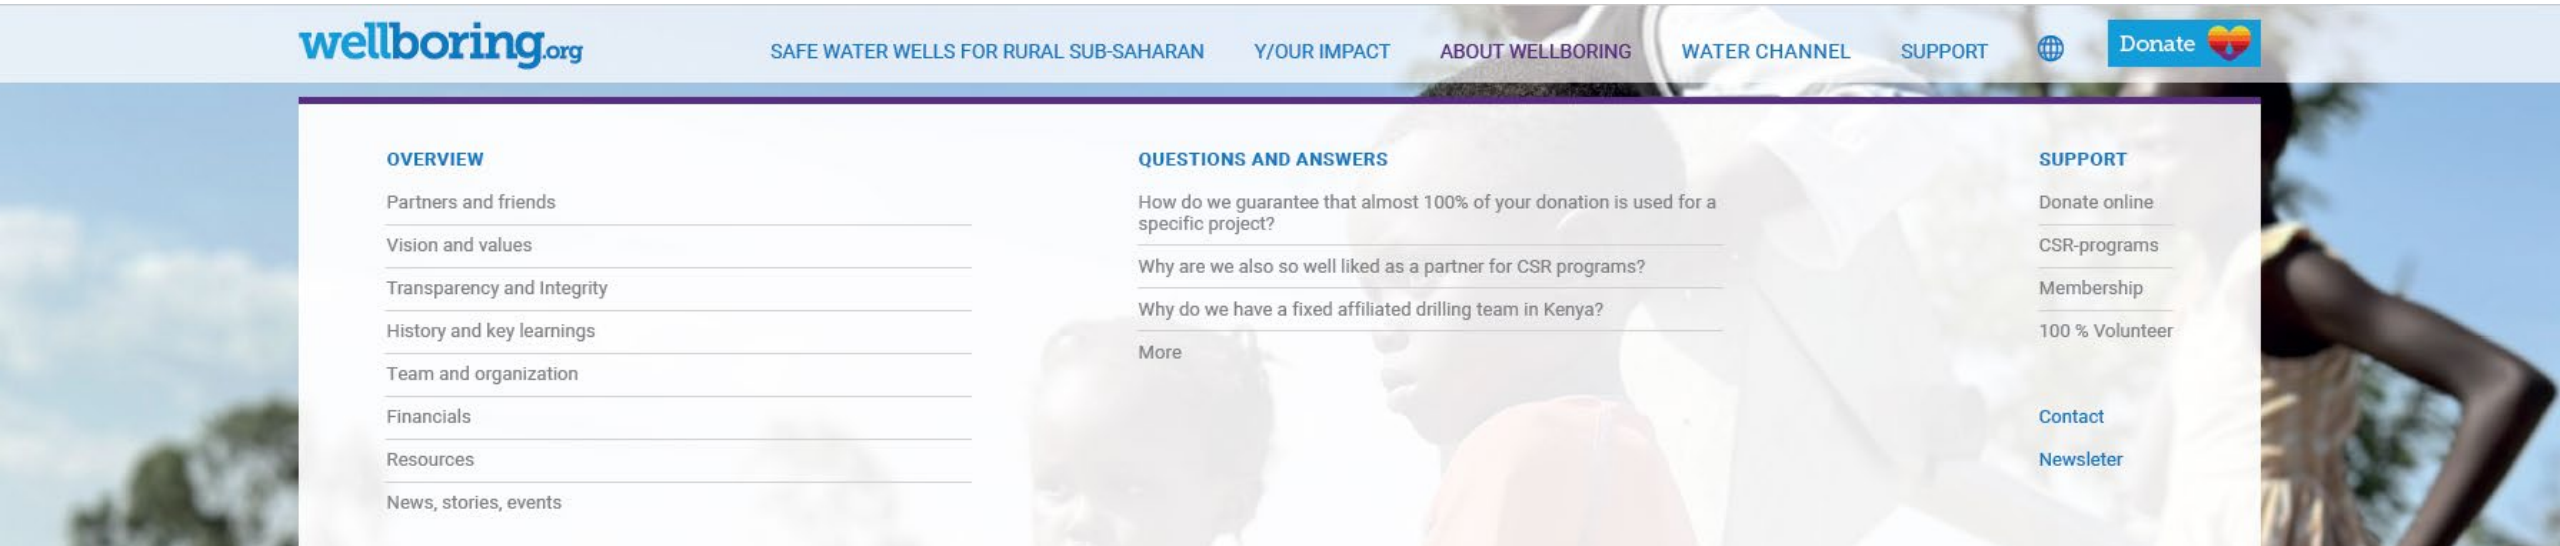 wellboring.org
SAFE WATER WELLS FOR RURAL SUB-SAHARAN
Y/OUR IMPACT
ABOUT WELLBORING
WATER CHANNEL
SUPPORT
Donate
OVERVIEW
Partners and friends
Vision and values
Transparency and Integrity
History and key learnings
Team and organization
Financials
Resources
News, stories, events
QUESTIONS AND ANSWERS
How do we guarantee that almost 100% of your donation is used for a
specific project?
Why are we also so well liked as a partner for CSR programs?
Why do we have a fixed affiliated drilling team in Kenya?
More
SUPPORT
Donate online
CSR-programs
Membership
100 % Volunteer
Contact
Newsleter